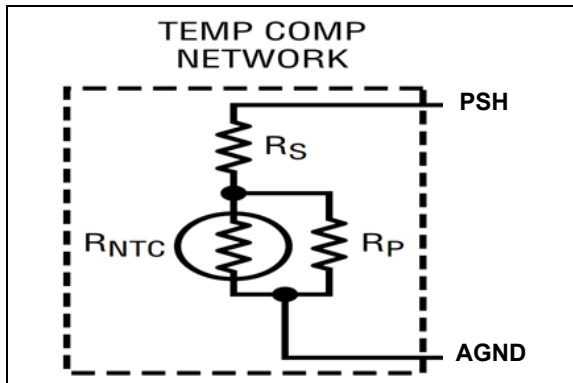 TEMP COMP
NETWORK
PSH
RS
RNTC
RP
AGND